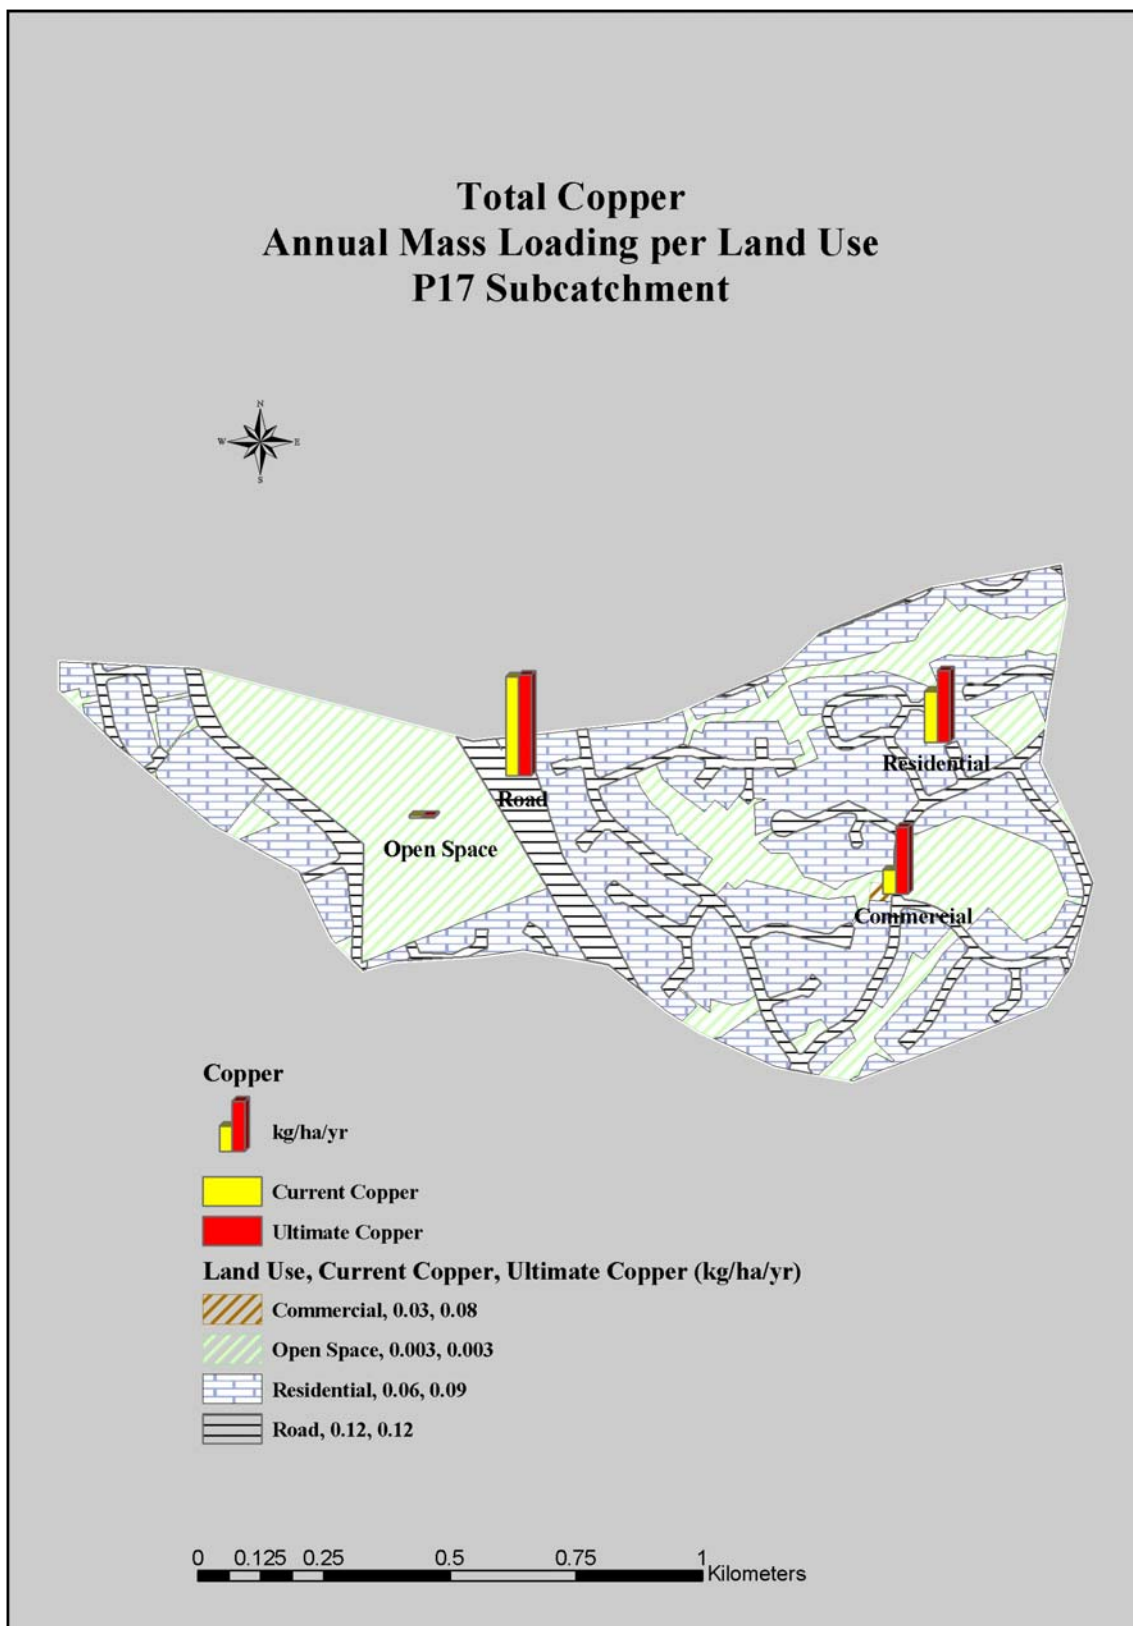 Total Copper
Annual Mass Loading per Land Use
P17 Subcatchment
N
W E
S
Residential
Road
Open Space
Commercial
Copper
kg/ha/yr
Current Copper
Ultimate Copper
Land Use, Current Copper, Ultimate Copper (kg/ha/yr)
Commercial, 0.03, 0.08
Open Space, 0.003, 0.003
Residential, 0.06, 0.09
Road, 0.12, 0.12
0 0.125 0.25 0.5 0.75 1
Kilometers